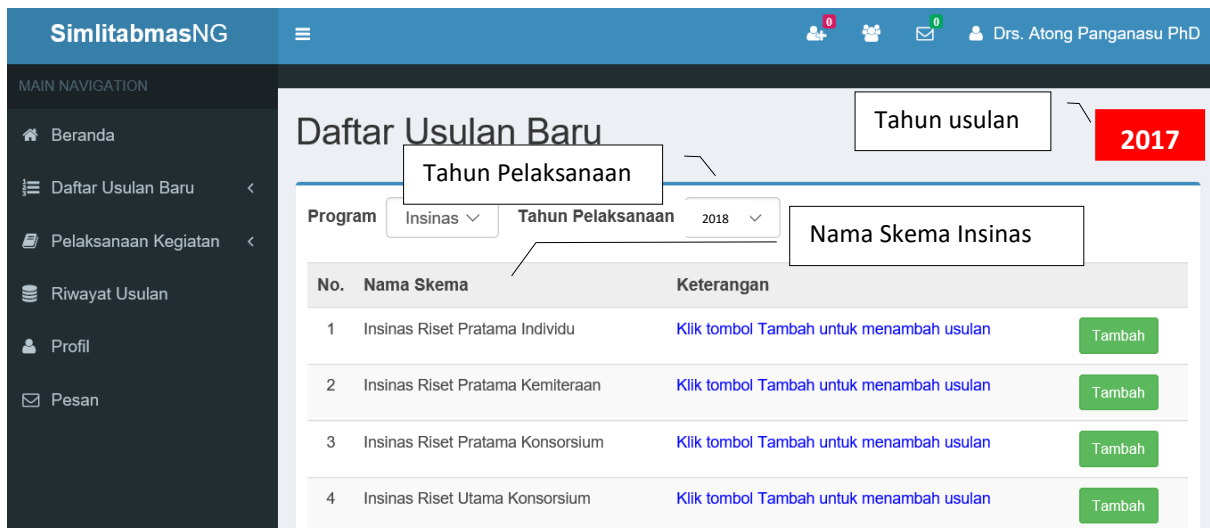 SimlitabmasNG
0
0
Drs. Atong Panganasu PhD
MAIN NAVIGATION
Beranda
Daftar Usulan Baru
Pelaksanaan Kegiatan
Riwayat Usulan
Profil
Pesan
Daftar Usulan Baru
Tahun usulan
2017
Tahun Pelaksanaan
Program Insinas Tahun Pelaksanaan 2018
Nama Skema Insinas
No. Nama Skema Keterangan
1 Insinas Riset Pratama Individu Klik tombol Tambah untuk menambah usulan Tambah
2 Insinas Riset Pratama Kemiteraan Klik tombol Tambah untuk menambah usulan Tambah
3 Insinas Riset Pratama Konsorsium Klik tombol Tambah untuk menambah usulan Tambah
4 Insinas Riset Utama Konsorsium Klik tombol Tambah untuk menambah usulan Tambah